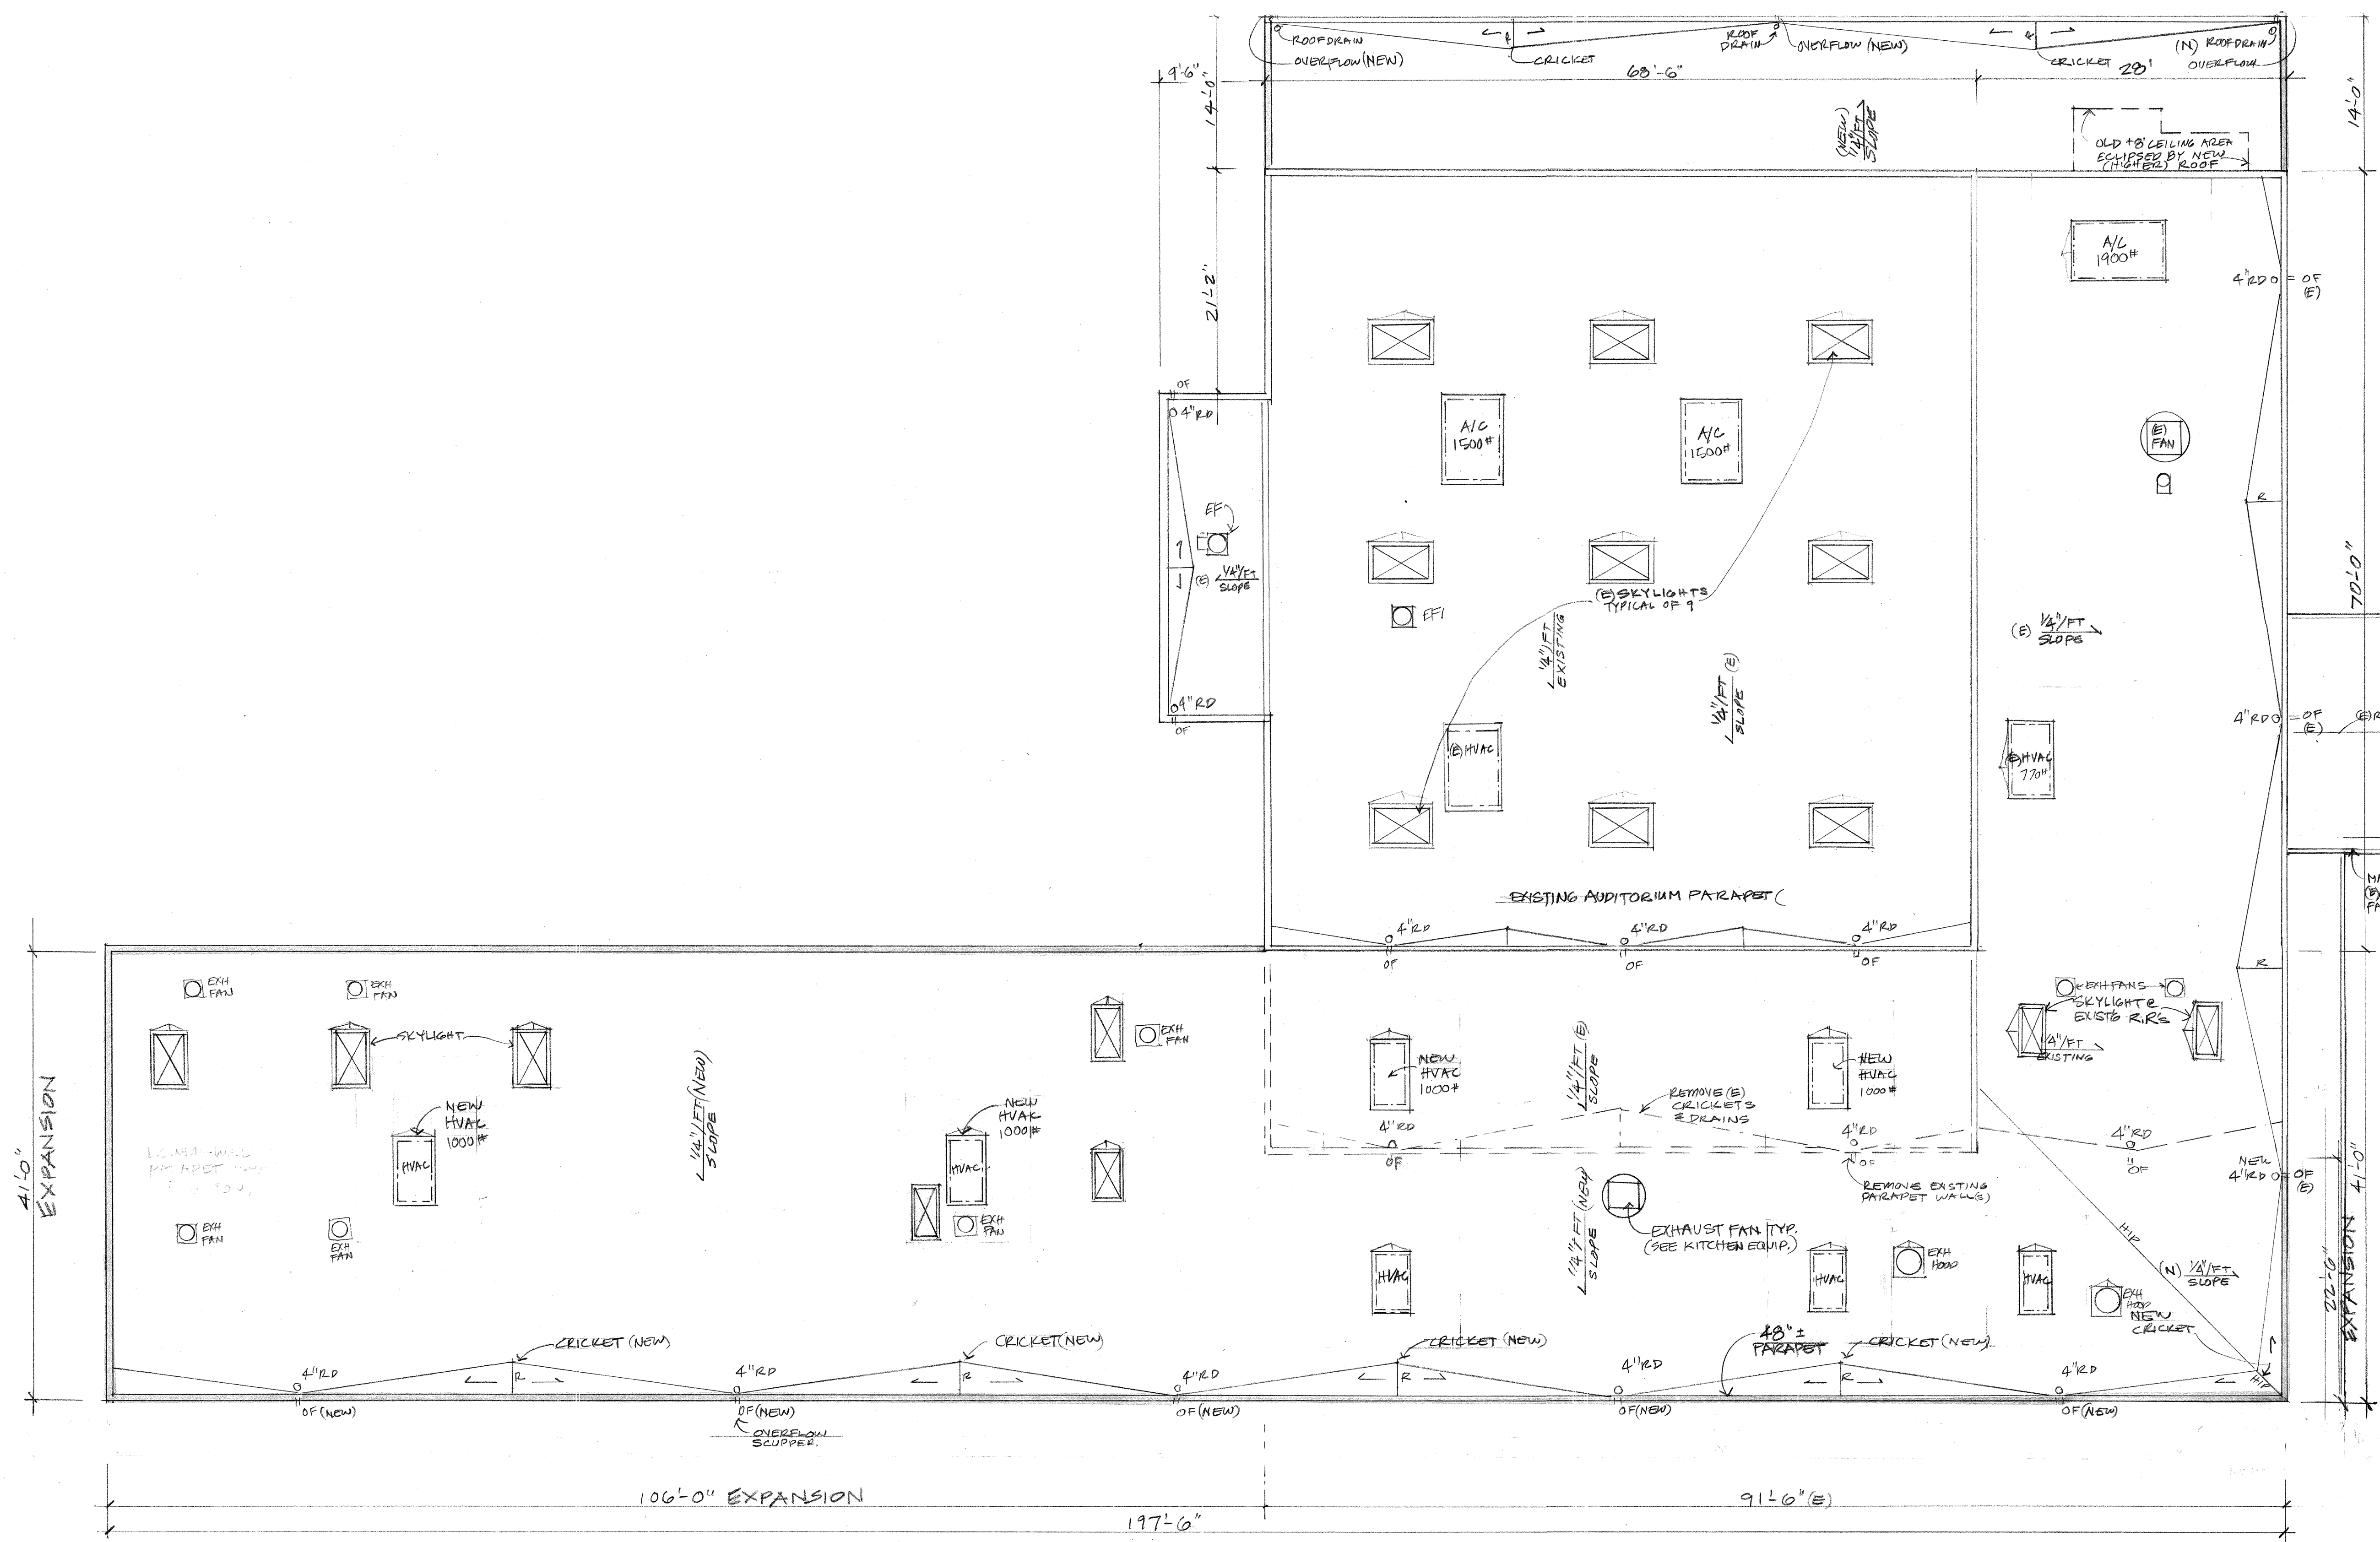 ROOFDRAIN
OVERFLOW (NEW)
CRICKET
ROOF
DRAIN
OVERFLOW (NEW)
CRICKET
(N) ROOFDRAIN
OVERFLOW
9'-6"
14'-0"
68'-6"
28'
14'-0"
(NEW)
1/4"/FT
SLOPE
OLD +8' CEILING AREA
ECLIPSED BY NEW
(HIGHER) ROOF
21'-2"
A/C
1900#
4"RD
OF
(E)
OF
4"RD
A/C
1500#
A/C
1500#
(E)
FAN
R
EF
(E) 1/4"/FT
SLOPE
(E) SKYLIGHTS
TYPICAL OF 9
EF1
1/4"/FT
EXISTING
1/4"/FT (E)
SLOPE
(E) 1/4"/FT
SLOPE
70'-0"
4"RD
OF
(E)HVAC
(E)HVAC
770#
4"RD
OF
(E)
EXISTING AUDITORIUM PARAPET (
4"RD
4"RD
4"RD
OF
OF
OF
R
EXH
FAN
EXH
FAN
EXH FANS
SKYLIGHT @
EXIST'G R.R'S
1/4"/FT
EXISTING
SKYLIGHT
EXH
FAN
1/4"/FT (NEW)
SLOPE
NEW
HVAC
1000#
1/4"/FT (E)
SLOPE
NEW
HVAC
1000#
REMOVE (E)
CRICKETS
& DRAINS
NEW
HVAC
1000#
HVAC
NEW
HVAC
1000#
HVAC
4"RD
OF
4"RD
OF
4"RD
OF
NEW
4"RD
OF
(E)
REMOVE EXISTING
PARAPET WALL(S)
41'-0"
EXPANSION
EXH
FAN
EXH
FAN
EXH
FAN
1/4"/FT (NEW)
SLOPE
EXHAUST FAN TYP.
(SEE KITCHEN EQUIP.)
HIP
(N) 1/4"/FT
SLOPE
HVAC
HVAC
EXH
HOOD
HVAC
EXH
HOOD
NEW
CRICKET
22'-6"
EXPANSION
41'-0"
CRICKET (NEW)
CRICKET (NEW)
CRICKET (NEW)
48" ±
PARAPET
CRICKET (NEW)
4"RD
R
4"RD
R
4"RD
R
4"RD
R
4"RD
HIP
OF (NEW)
OF (NEW)
OF (NEW)
OF (NEW)
OF (NEW)
OVERFLOW
SCUPPER.
106'-0" EXPANSION
91'-6" (E)
197'-6"